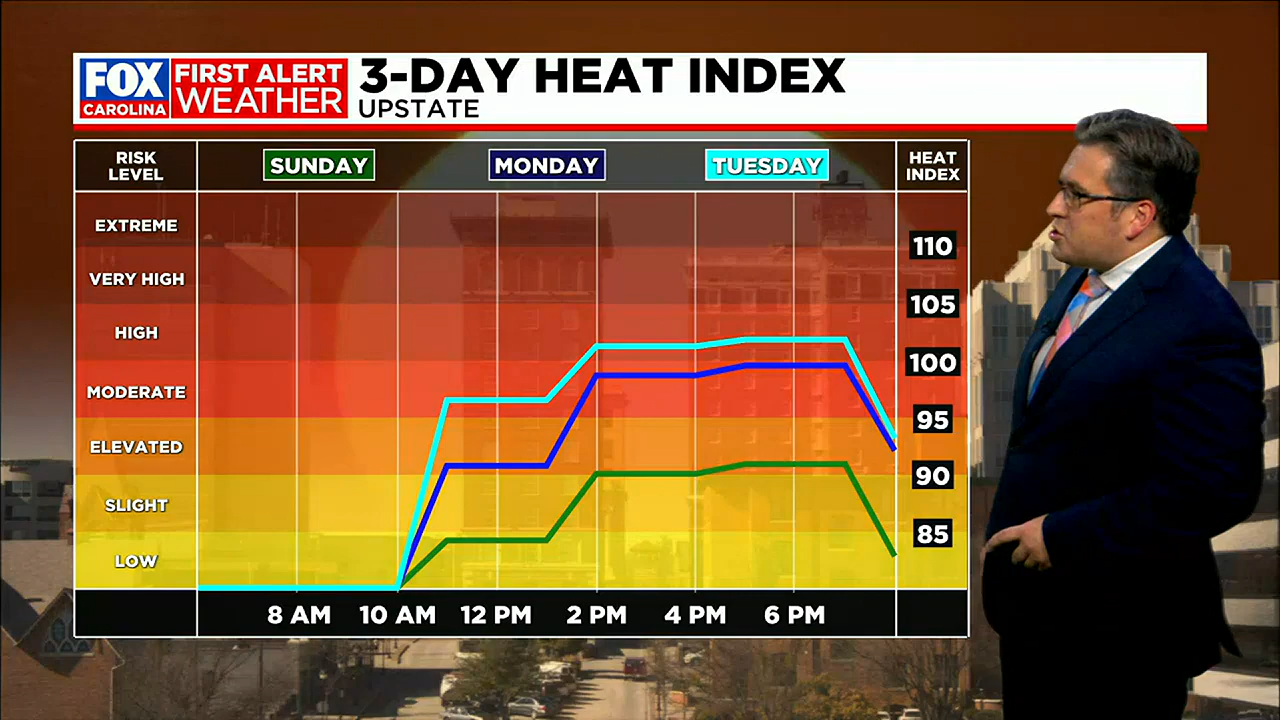 FOX
CAROLINA
FIRST ALERT
WEATHER
3-DAY HEAT INDEX
UPSTATE
RISK
LEVEL
SUNDAY
MONDAY
TUESDAY
HEAT
INDEX
EXTREME
VERY HIGH
HIGH
MODERATE
ELEVATED
SLIGHT
LOW
110
105
100
95
90
85
8 AM 10 AM 12 PM 2 PM 4 PM 6 PM